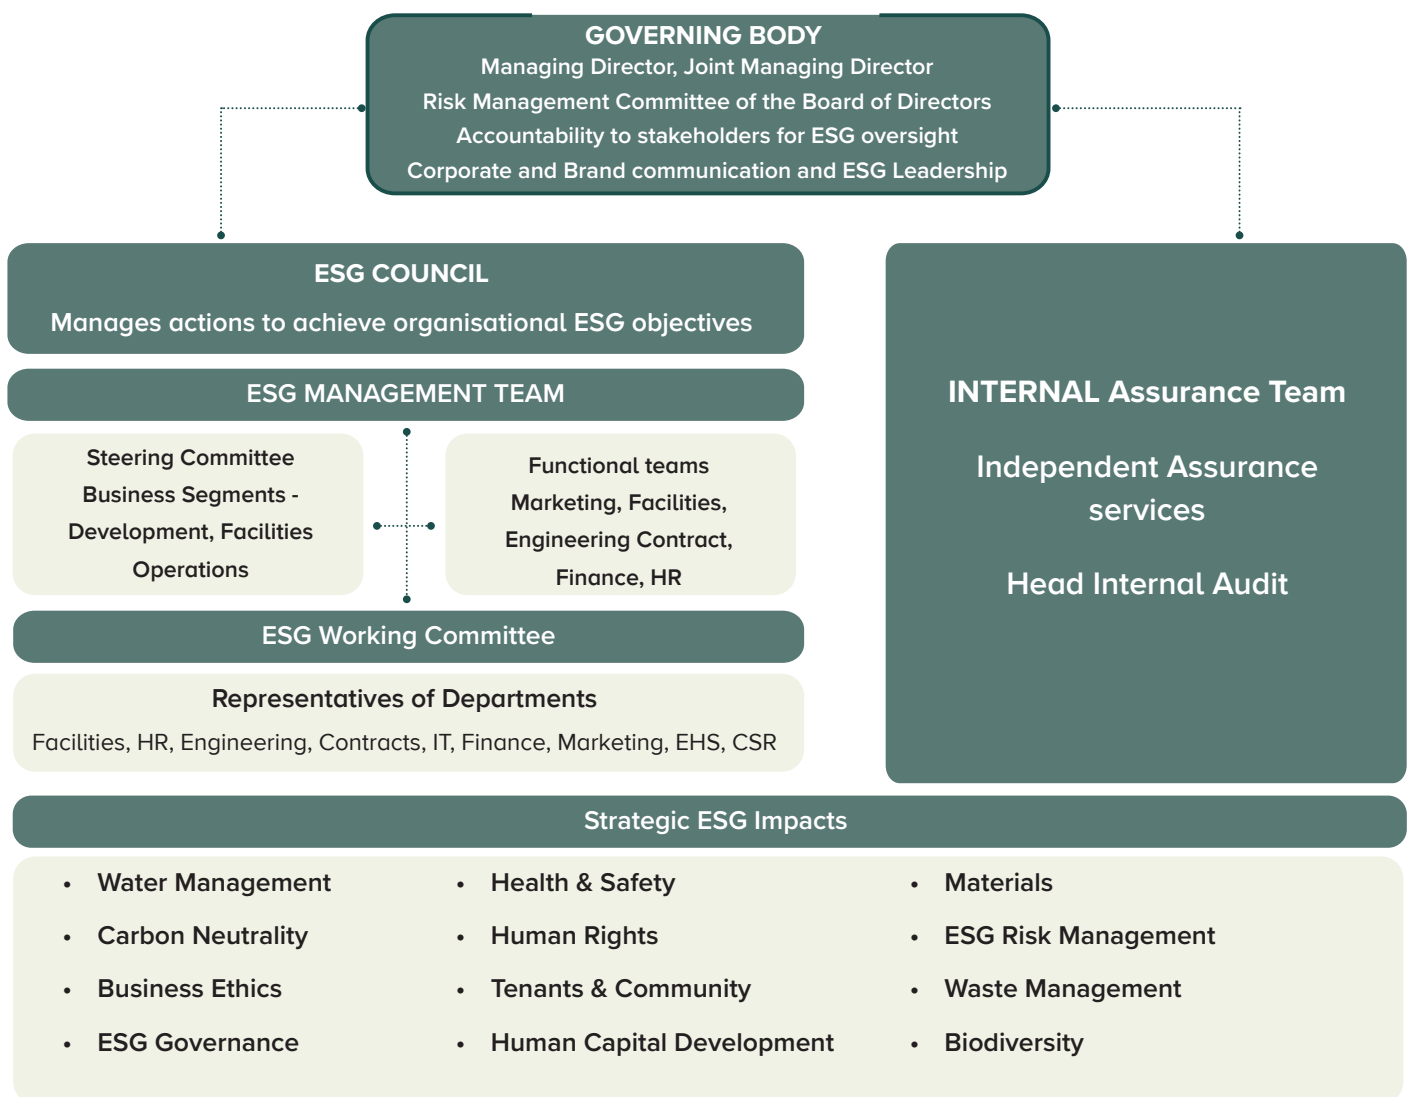 GOVERNING BODY
Managing Director, Joint Managing Director
Risk Management Committee of the Board of Directors
Accountability to stakeholders for ESG oversight
Corporate and Brand communication and ESG Leadership
ESG COUNCIL
Manages actions to achieve organisational ESG objectives
ESG MANAGEMENT TEAM
Steering Committee
Business Segments -
Development, Facilities
Operations
Functional teams
Marketing, Facilities,
Engineering Contract,
Finance, HR
ESG Working Committee
Representatives of Departments
Facilities, HR, Engineering, Contracts, IT, Finance, Marketing, EHS, CSR
INTERNAL Assurance Team
Independent Assurance
services
Head Internal Audit
Strategic ESG Impacts
• Water Management
• Carbon Neutrality
• Business Ethics
• ESG Governance
• Health & Safety
• Human Rights
• Tenants & Community
• Human Capital Development
• Materials
• ESG Risk Management
• Waste Management
• Biodiversity